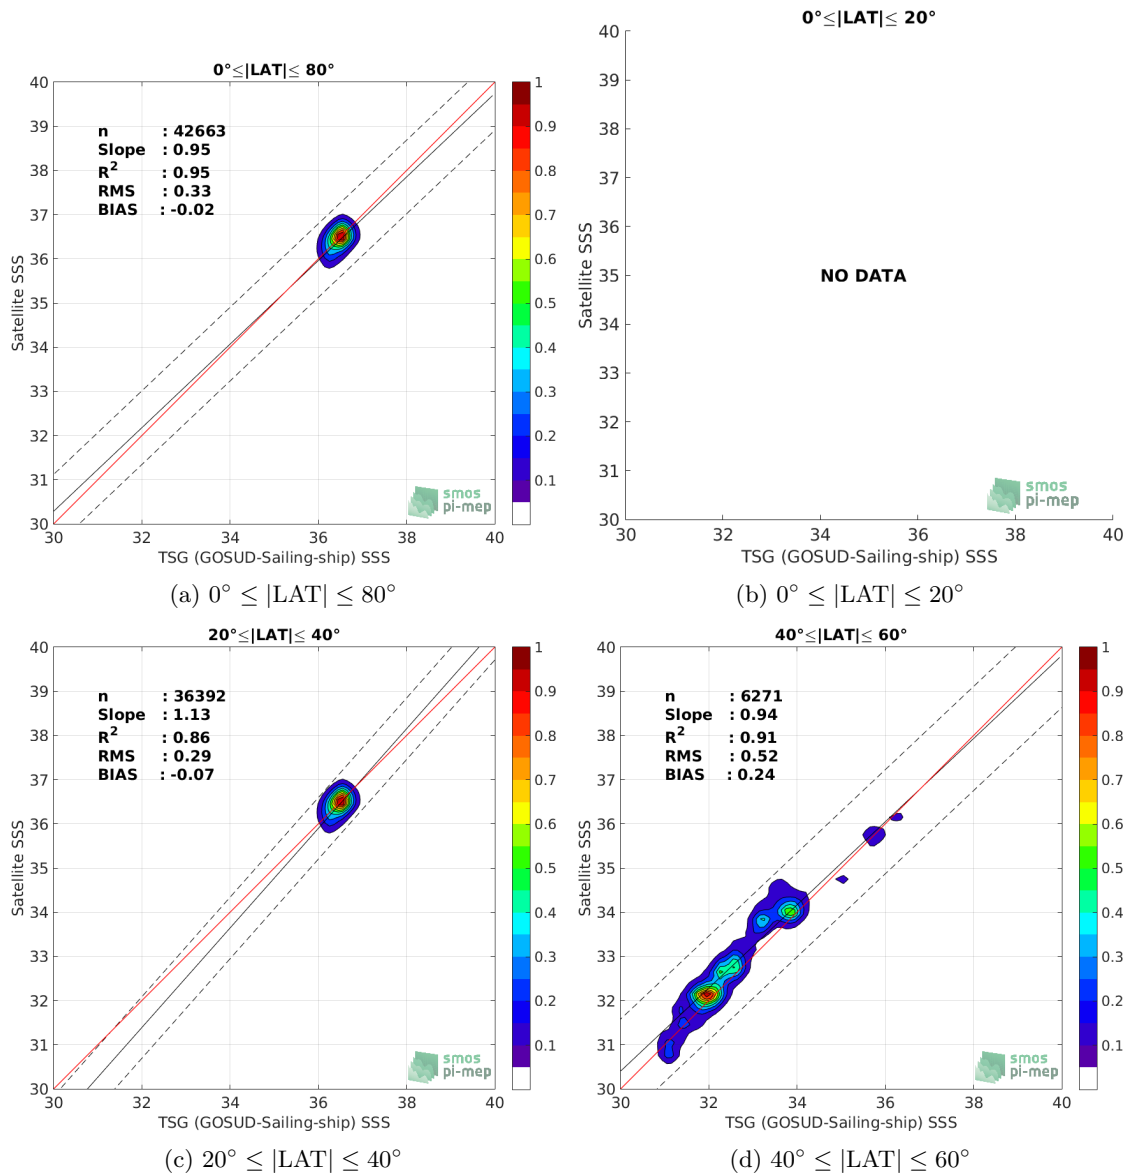 0°≤|LAT|≤ 80°
40
39
38
37
36
35
34
33
32
31
30
Satellite SSS
n : 42663
Slope : 0.95
R² : 0.95
RMS : 0.33
BIAS : -0.02
smos
pi-mep
30 32 34 36 38 40
TSG (GOSUD-Sailing-ship) SSS
1
0.9
0.8
0.7
0.6
0.5
0.4
0.3
0.2
0.1
(a) 0° ≤ |LAT| ≤ 80°
0°≤|LAT|≤ 20°
40
39
38
37
36
35
34
33
32
31
30
Satellite SSS
NO DATA
smos
pi-mep
30 32 34 36 38 40
TSG (GOSUD-Sailing-ship) SSS
(b) 0° ≤ |LAT| ≤ 20°
20°≤|LAT|≤ 40°
40
39
38
37
36
35
34
33
32
31
30
Satellite SSS
n : 36392
Slope : 1.13
R² : 0.86
RMS : 0.29
BIAS : -0.07
smos
pi-mep
30 32 34 36 38 40
TSG (GOSUD-Sailing-ship) SSS
1
0.9
0.8
0.7
0.6
0.5
0.4
0.3
0.2
0.1
(c) 20° ≤ |LAT| ≤ 40°
40°≤|LAT|≤ 60°
40
39
38
37
36
35
34
33
32
31
30
Satellite SSS
n : 6271
Slope : 0.94
R² : 0.91
RMS : 0.52
BIAS : 0.24
smos
pi-mep
30 32 34 36 38 40
TSG (GOSUD-Sailing-ship) SSS
1
0.9
0.8
0.7
0.6
0.5
0.4
0.3
0.2
0.1
(d) 40° ≤ |LAT| ≤ 60°